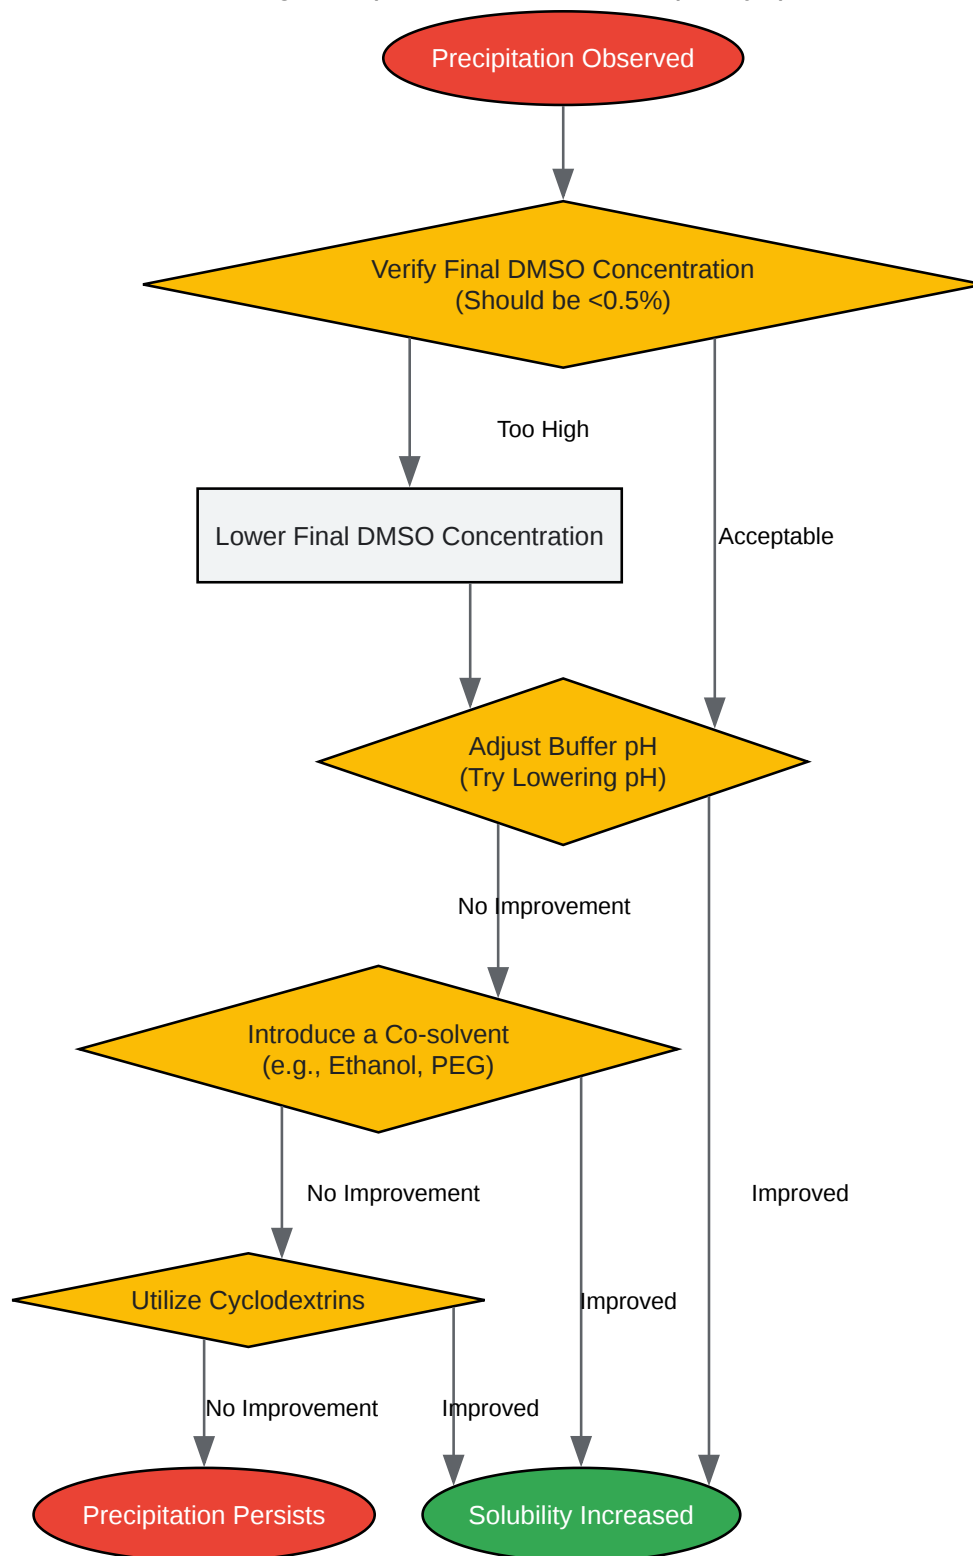 Precipitation Observed
Verify Final DMSO Concentration
(Should be <0.5%)
Too High
Lower Final DMSO Concentration
Acceptable
Adjust Buffer pH
(Try Lowering pH)
No Improvement
Introduce a Co-solvent
(e.g., Ethanol, PEG)
No Improvement
Improved
Utilize Cyclodextrins
Improved
No Improvement
Improved
Precipitation Persists
Solubility Increased